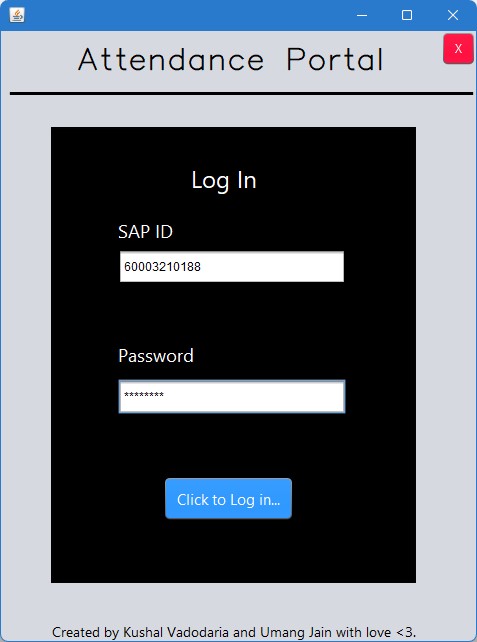 Attendance Portal
X
Log In
SAP ID
60003210188
Password
********
Click to Log in...
Created by Kushal Vadodaria and Umang Jain with love <3.